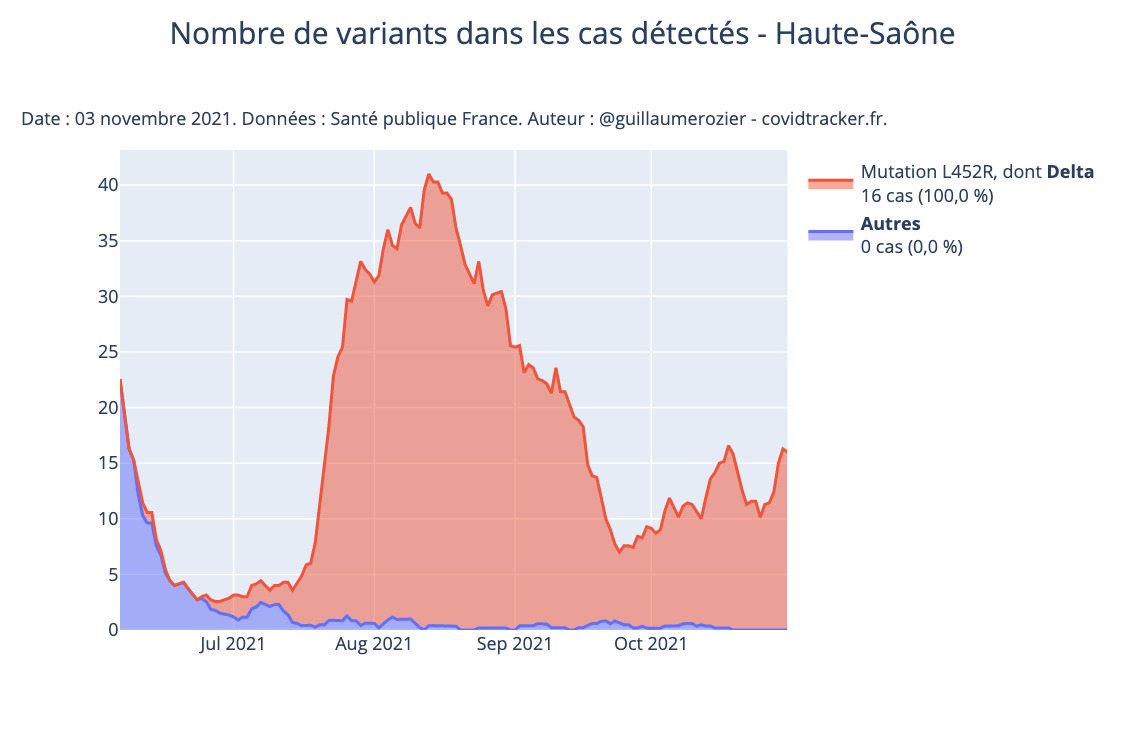 Nombre de variants dans les cas détectés - Haute-Saône
Date : 03 novembre 2021. Données : Santé publique France. Auteur : @guillaumerozier - covidtracker.fr.
Mutation L452R, dont Delta
16 cas (100,0 %)
Autres
0 cas (0,0 %)
40
35
30
25
20
15
10
5
0
Jul 2021 Aug 2021 Sep 2021 Oct 2021